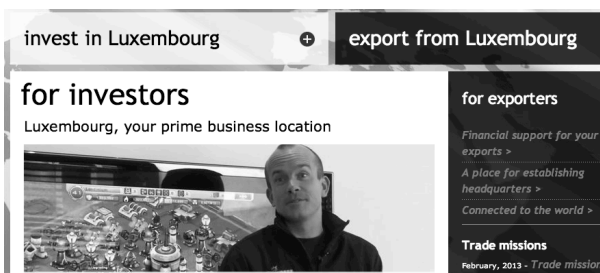 invest in Luxembourg
export from Luxembourg
for investors
Luxembourg, your prime business location
for exporters
Financial support for your
exports >
A place for establishing
headquarters >
Connected to the world >
Trade missions
February, 2013 - Trade mission